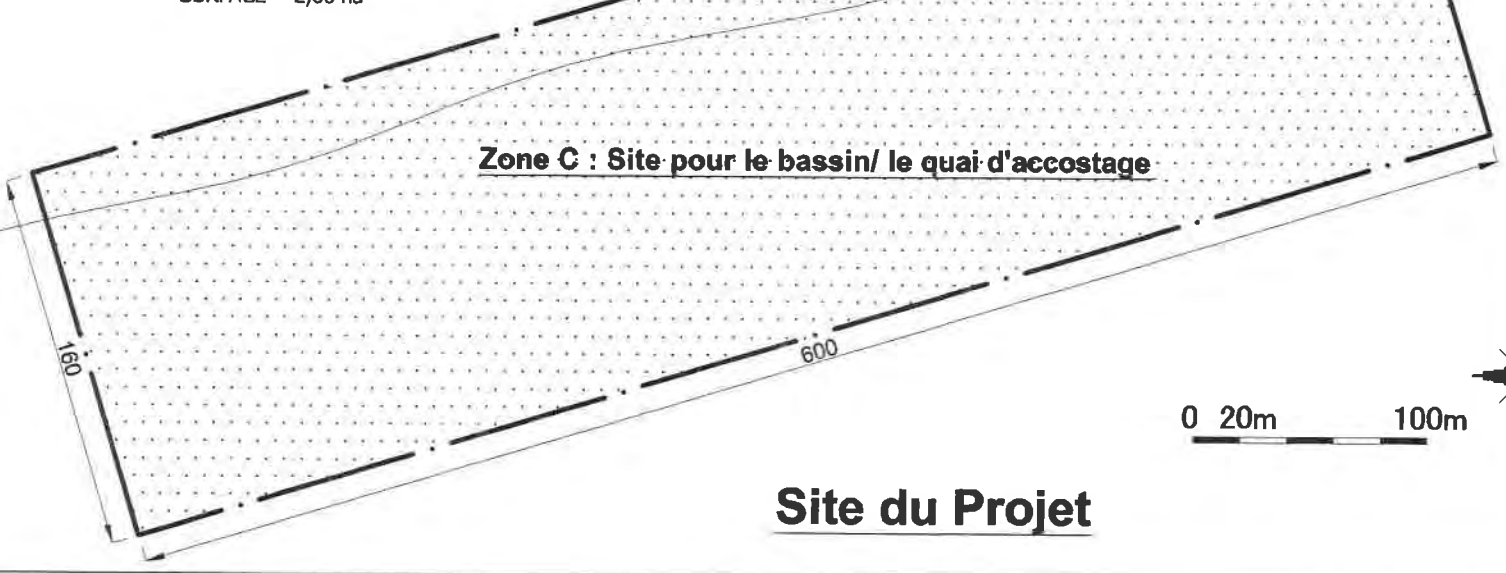 Zone C : Site pour le bassin/ le quai d'accostage
160
600
0 20m 100m
Site du Projet